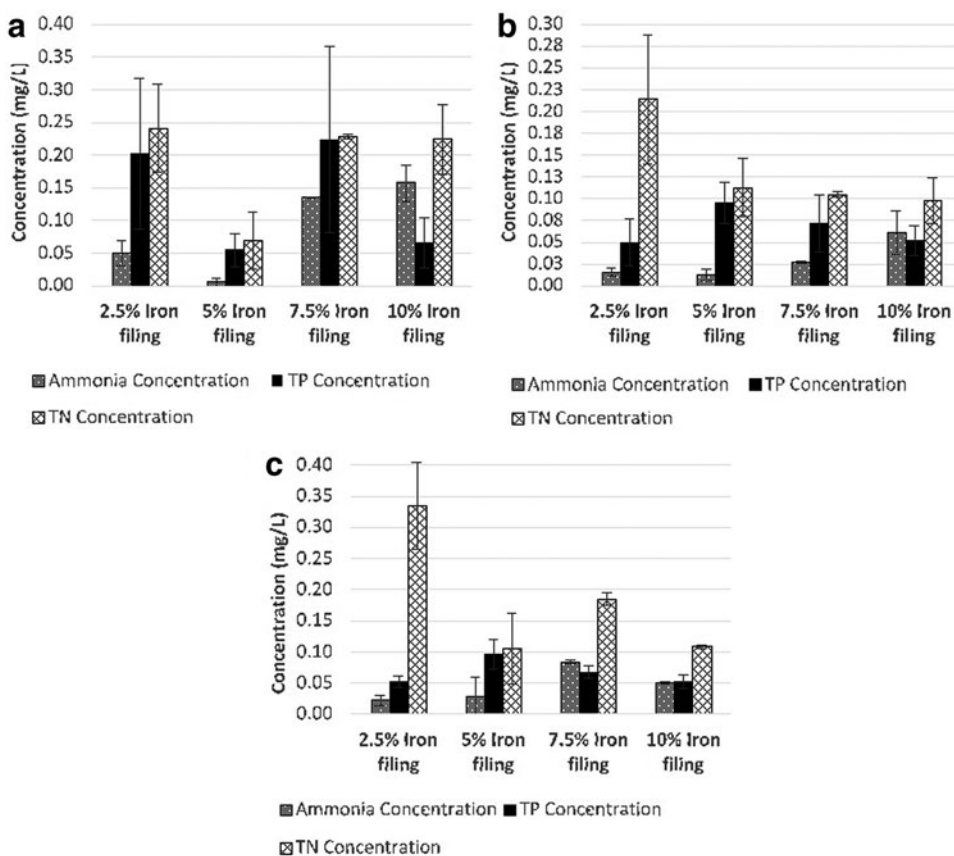 a
Concentration (mg/L)
0.40
0.35
0.30
0.25
0.20
0.15
0.10
0.05
0.00
2.5% Iron filing
5% Iron filing
7.5% Iron filing
10% Iron filing
Ammonia Concentration
TP Concentration
TN Concentration
b
Concentration (mg/L)
0.30
0.28
0.25
0.23
0.20
0.18
0.15
0.13
0.10
0.08
0.05
0.03
0.00
2.5% Iron filing
5% Iron filing
7.5% Iron filing
10% Iron filing
Ammonia Concentration
TP Concentration
TN Concentration
c
Concentration (mg/L)
0.40
0.35
0.30
0.25
0.20
0.15
0.10
0.05
0.00
2.5% Iron filing
5% Iron filing
7.5% Iron filing
10% Iron filing
Ammonia Concentration
TP Concentration
TN Concentration